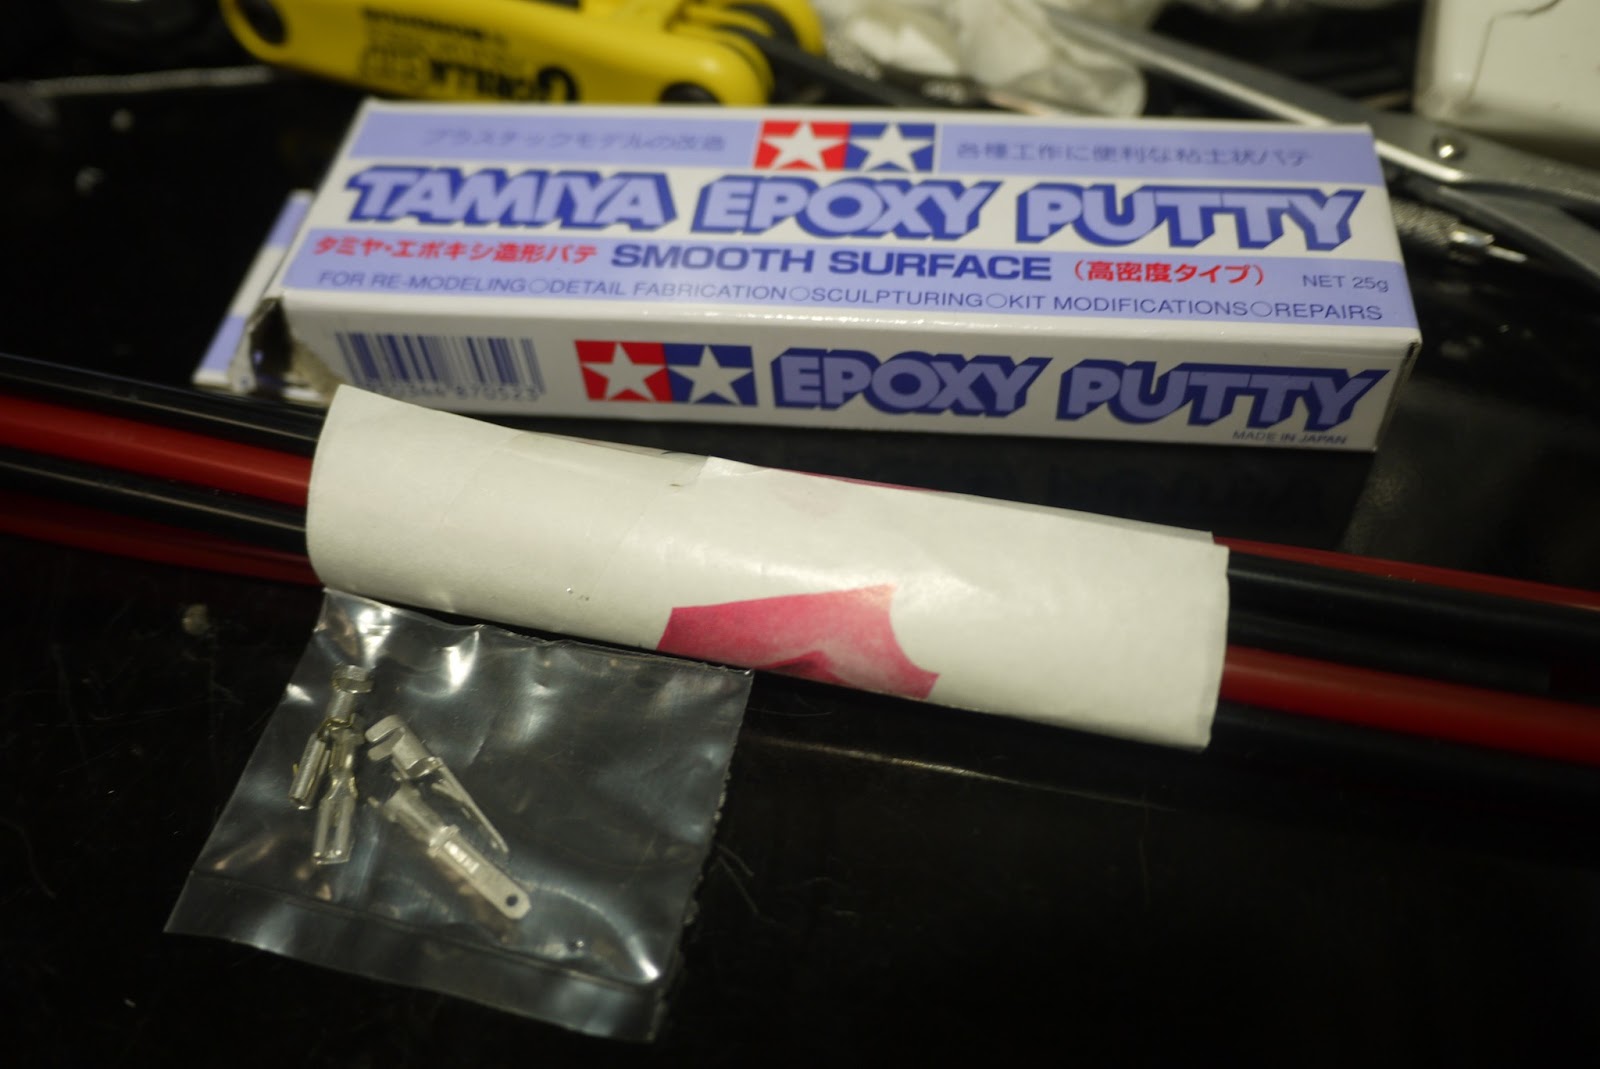 GORILLA
プラスチックモデルの改造
各種工作に便利な粘土状パテ
TAMIYA EPOXY PUTTY
タミヤ・エポキシ造形パテ SMOOTH SURFACE (高密度タイプ) NET 25g
FOR RE-MODELING○DETAIL FABRICATION○SCULPTURING○KIT MODIFICATIONS○REPAIRS
EPOXY PUTTY
MADE IN JAPAN